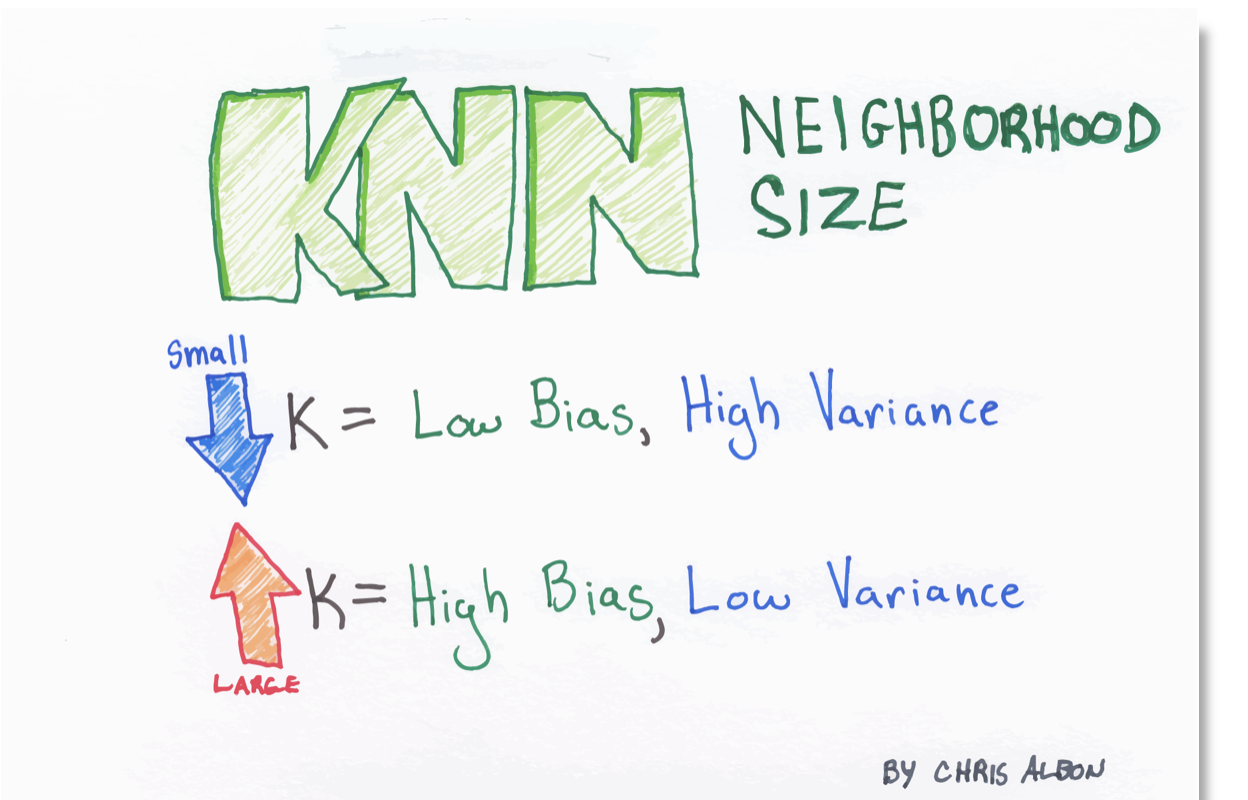 KNN NEIGHBORHOOD
SIZE
Small
K = Low Bias, High Variance
K = High Bias, Low Variance
LARGE
BY CHRIS ALBON